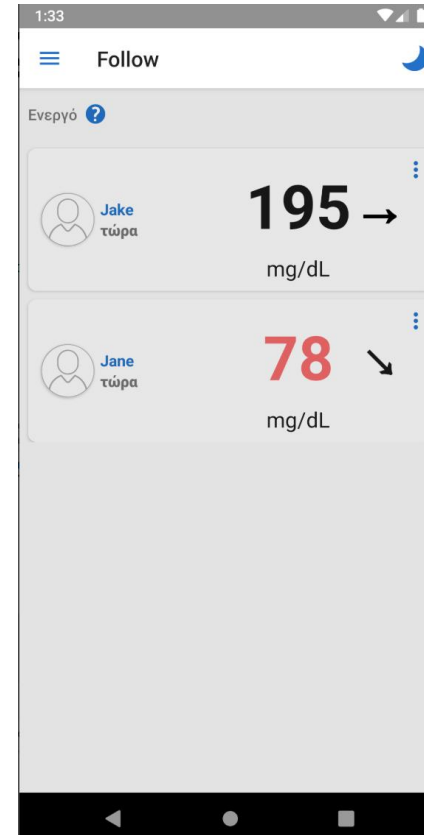 1:33
Follow
Ενεργό ?
Jake
τώρα
195 →
mg/dL
Jane
τώρα
78 ↘
mg/dL